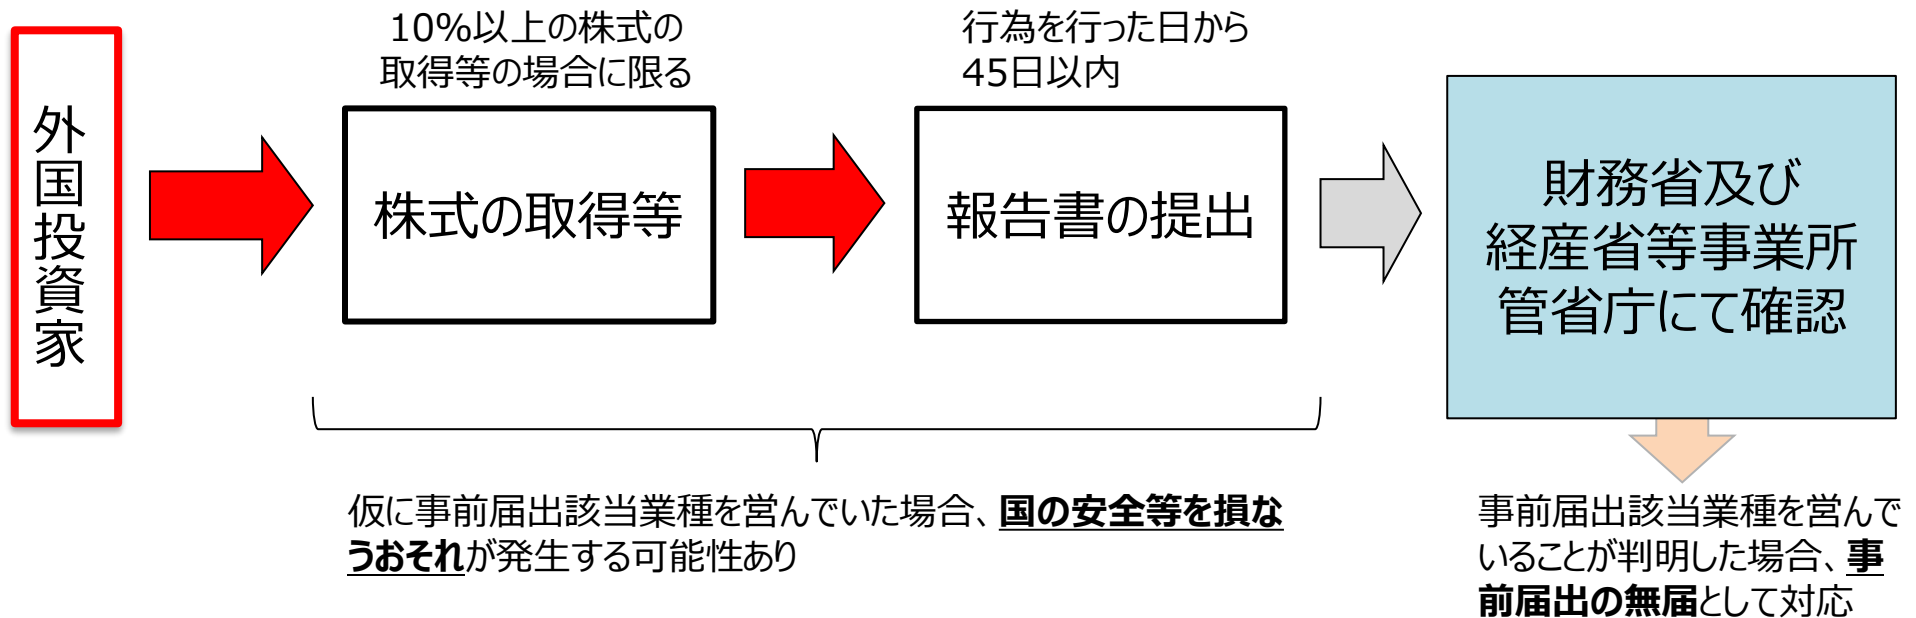 外国投資家
10%以上の株式の
取得等の場合に限る
株式の取得等
行為を行った日から
45日以内
報告書の提出
財務省及び
経産省等事業所
管省庁にて確認
仮に事前届出該当業種を営んでいた場合、国の安全等を損な
うおそれが発生する可能性あり
事前届出該当業種を営んで
いることが判明した場合、事
前届出の無届として対応